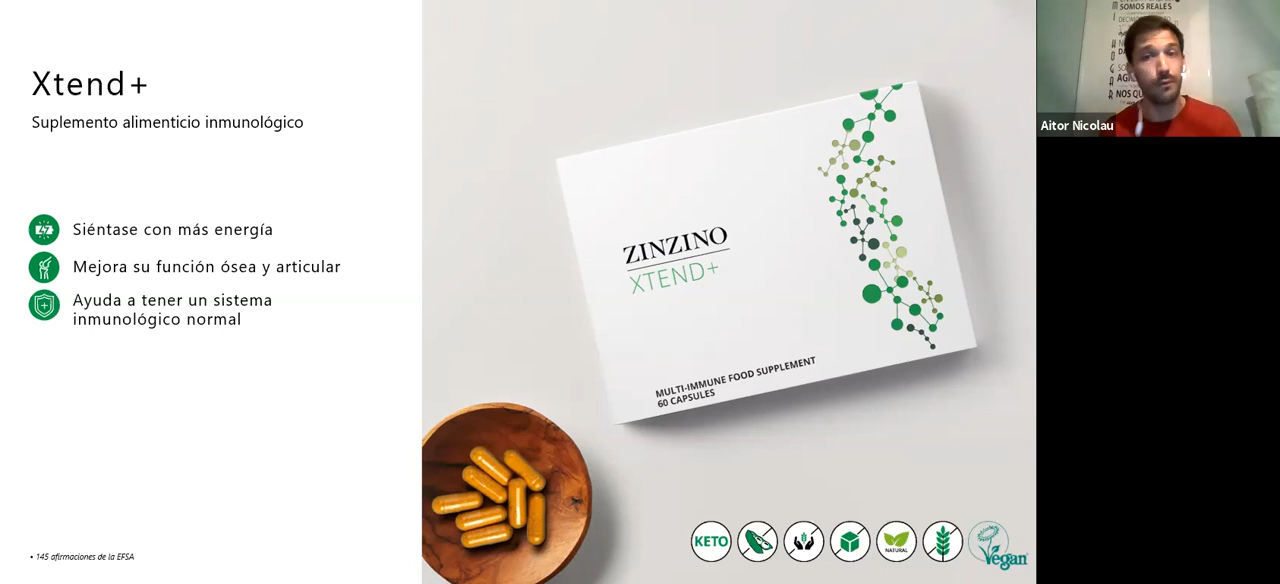 Xtend+
Suplemento alimenticio inmunológico
Siéntase con más energía
Mejora su función ósea y articular
Ayuda a tener un sistema
inmunológico normal
• 145 afirmaciones de la EFSA
ZINZINO
XTEND+
MULTI-IMMUNE FOOD SUPPLEMENT
60 CAPSULES
KETO
NATURAL
Vegan
SOMOS REALES
NOS QU
Aitor Nicolau